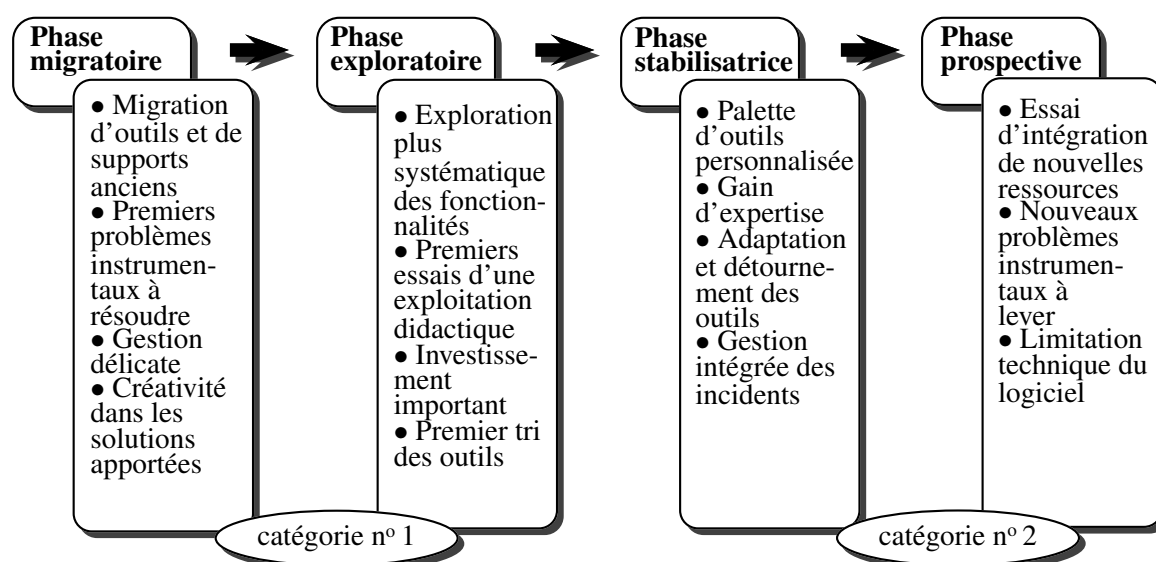 Phase
migratoire
● Migration
d’outils et de
supports
anciens
● Premiers
problèmes
instrumen-
taux à
résoudre
● Gestion
délicate
● Créativité
dans les
solutions
apportées
Phase
exploratoire
● Exploration
plus
systématique
des fonction-
nalités
● Premiers
essais d’une
exploitation
didactique
● Investisse-
ment
important
● Premier tri
des outils
catégorie nº 1
Phase
stabilisatrice
● Palette
d’outils
personnalisée
● Gain
d’expertise
● Adaptation
et détourne-
ment des
outils
● Gestion
intégrée des
incidents
Phase
prospective
● Essai
d’intégration
de nouvelles
ressources
● Nouveaux
problèmes
instrumen-
taux à
lever
● Limitation
technique du
logiciel
catégorie nº 2